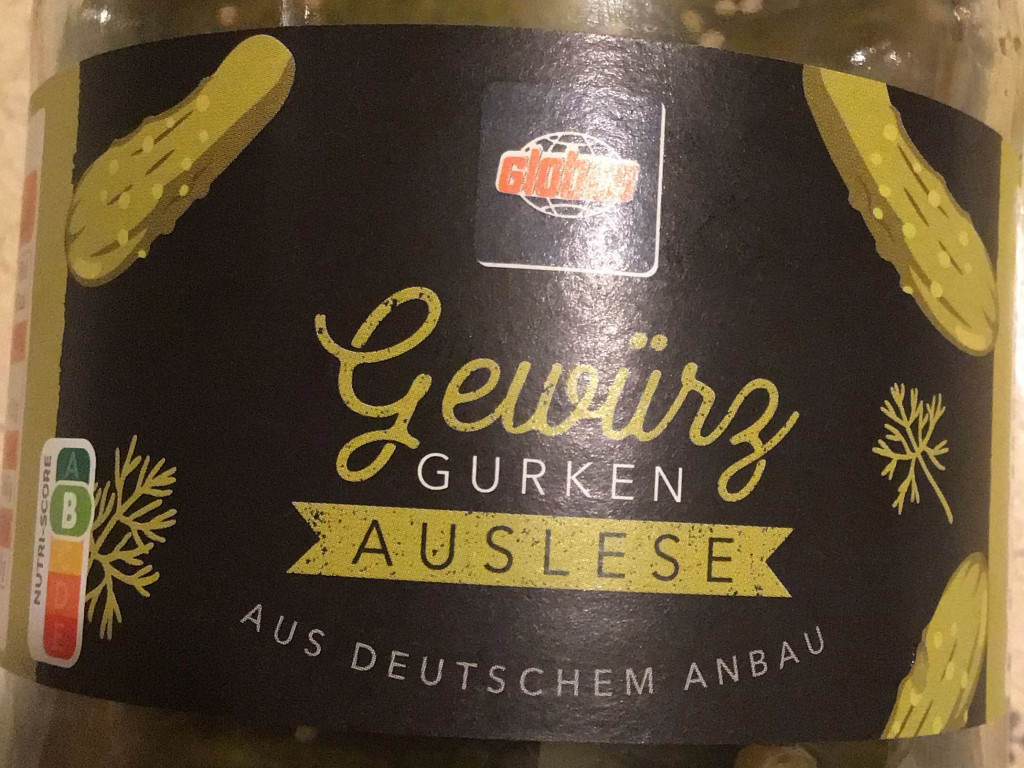 Globus
Gewürz
GURKEN
AUSLESE
AUS DEUTSCHEM ANBAU
NUTRI-SCORE
A
B
D
E